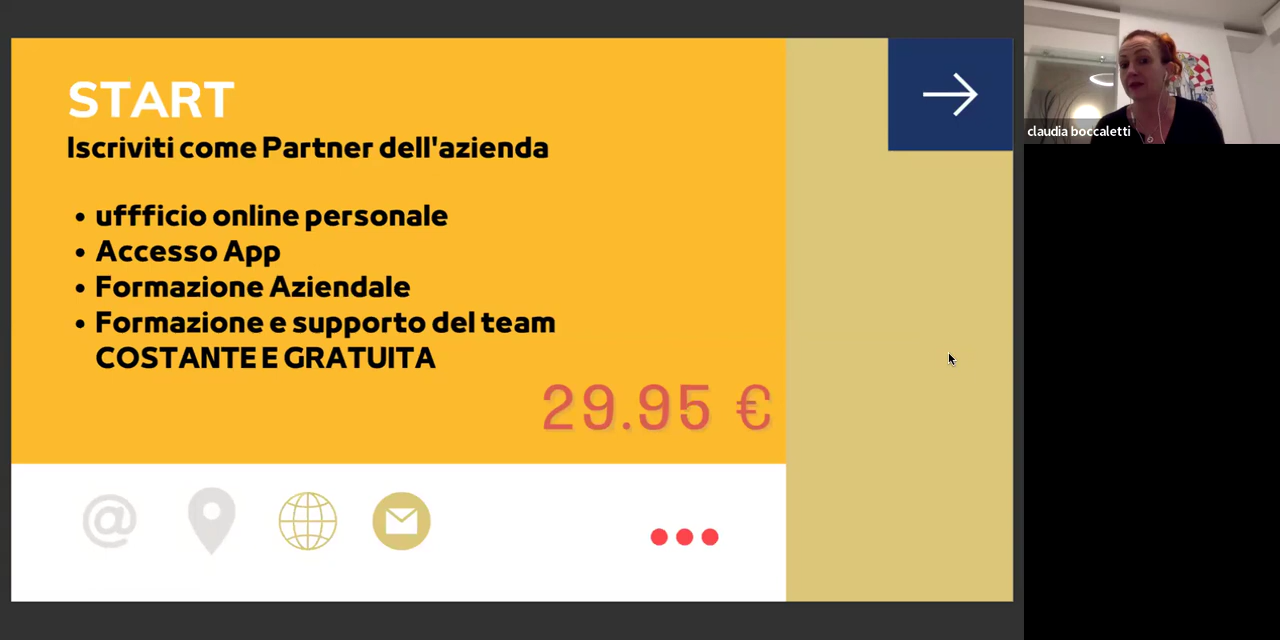 START
Iscriviti come Partner dell'azienda
• uffficio online personale
• Accesso App
• Formazione Aziendale
• Formazione e supporto del team
COSTANTE E GRATUITA
29.95 €
@
claudia boccaletti